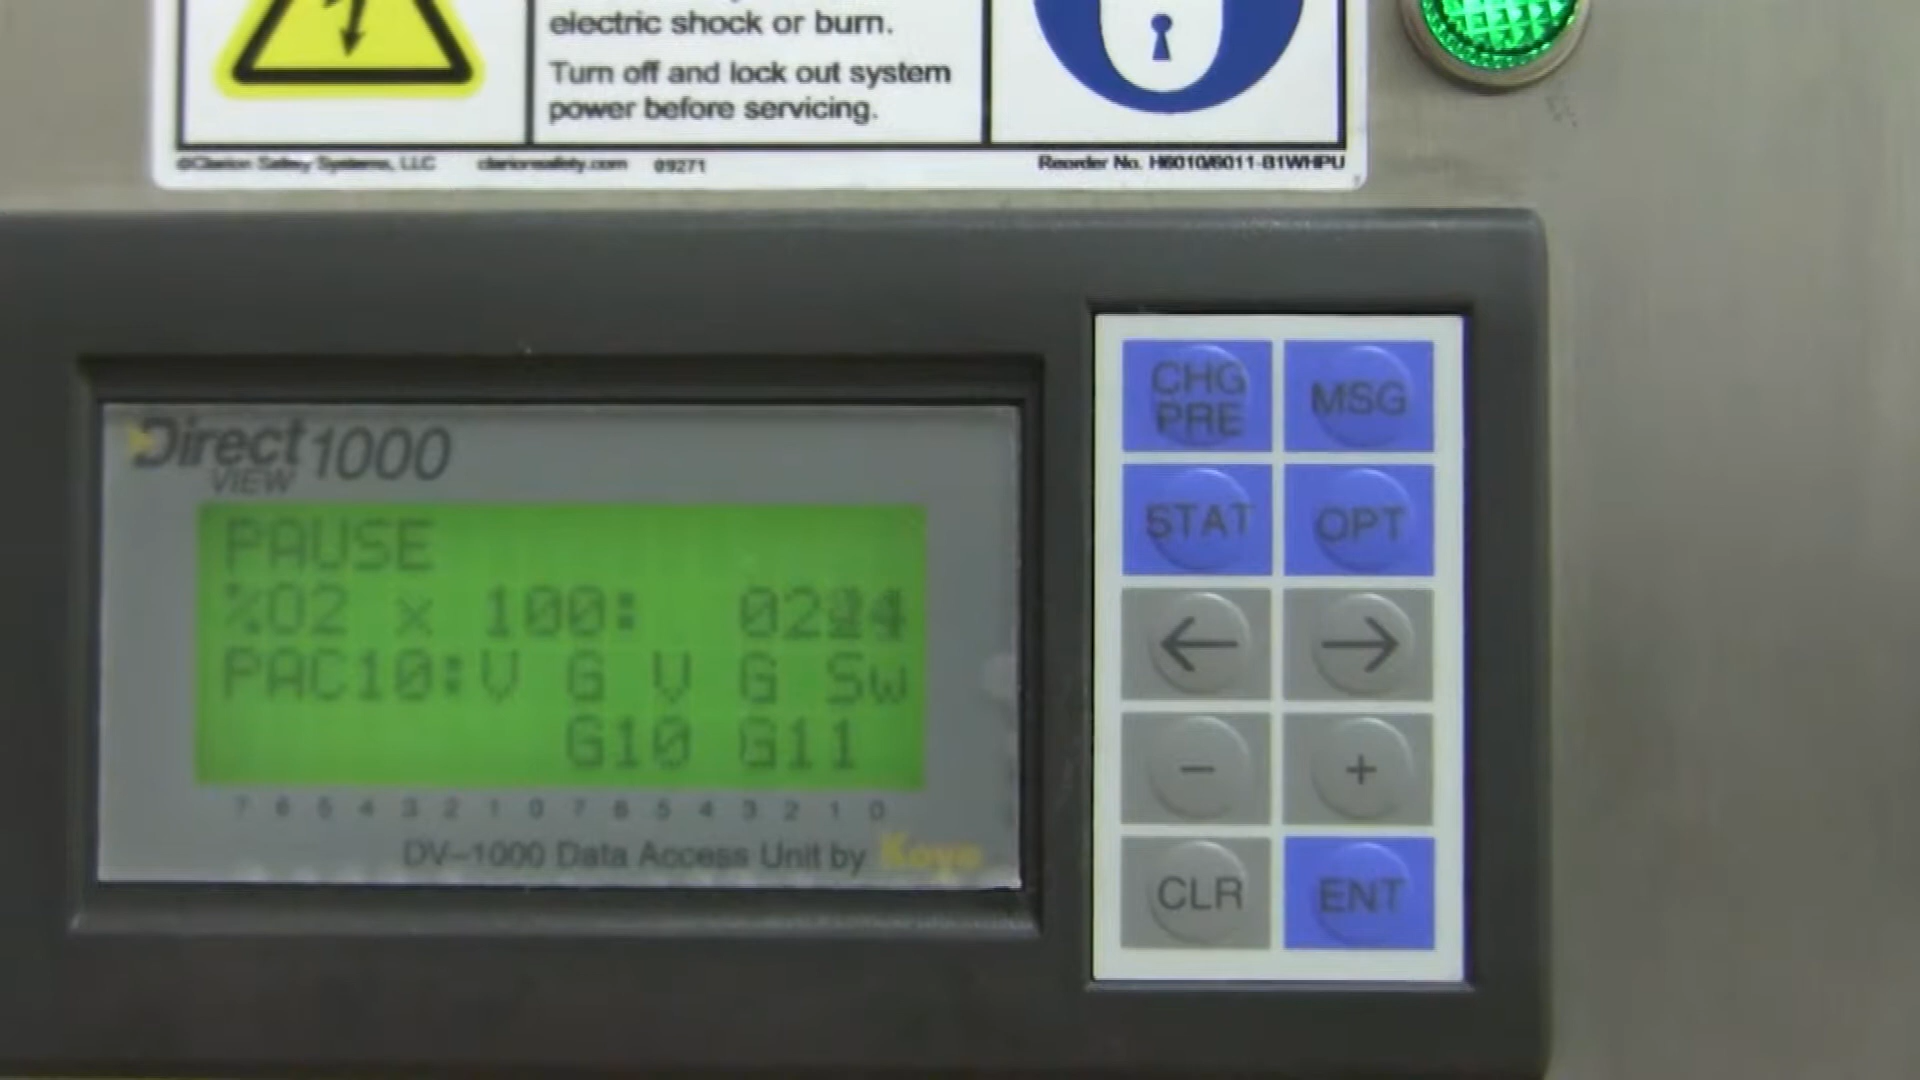 electric shock or burn.
Turn off and lock out system
power before servicing.
©Clarion Safety Systems, LLC clarionsafety.com 09271 Reorder No. H6010/6011-B1WHPU
Direct
VIEW 1000
PAUSE
%O2 x 100:
PAC10:V G V G Sw
G10 G11
7 6 5 4 3 2 1 0 7 6 5 4 3 2 1 0
DV-1000 Data Access Unit by Koyo
CHG
PRE
MSG
STAT
OPT
← →
− +
CLR
ENT